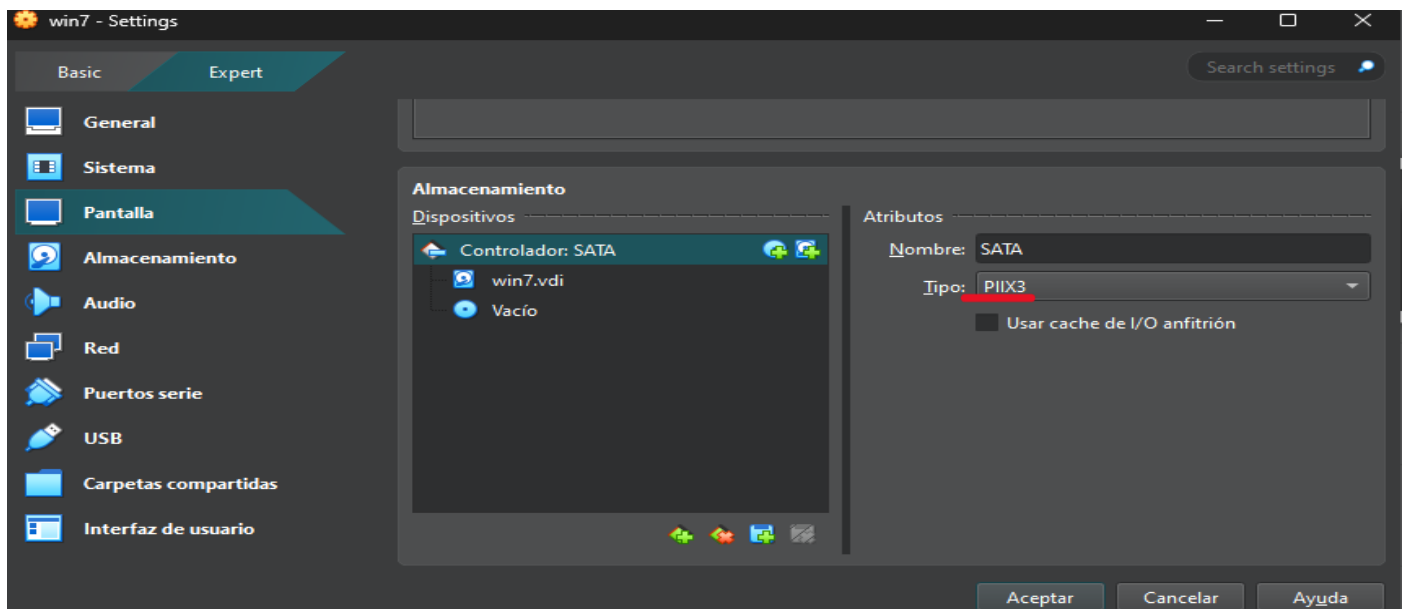 win7 - Settings
Basic
Expert
Search settings
General
Sistema
Pantalla
Almacenamiento
Audio
Red
Puertos serie
USB
Carpetas compartidas
Interfaz de usuario
Almacenamiento
Dispositivos
Controlador: SATA
win7.vdi
Vacío
Atributos
Nombre: SATA
Tipo: PIIX3
Usar cache de I/O anfitrión
Aceptar
Cancelar
Ayuda